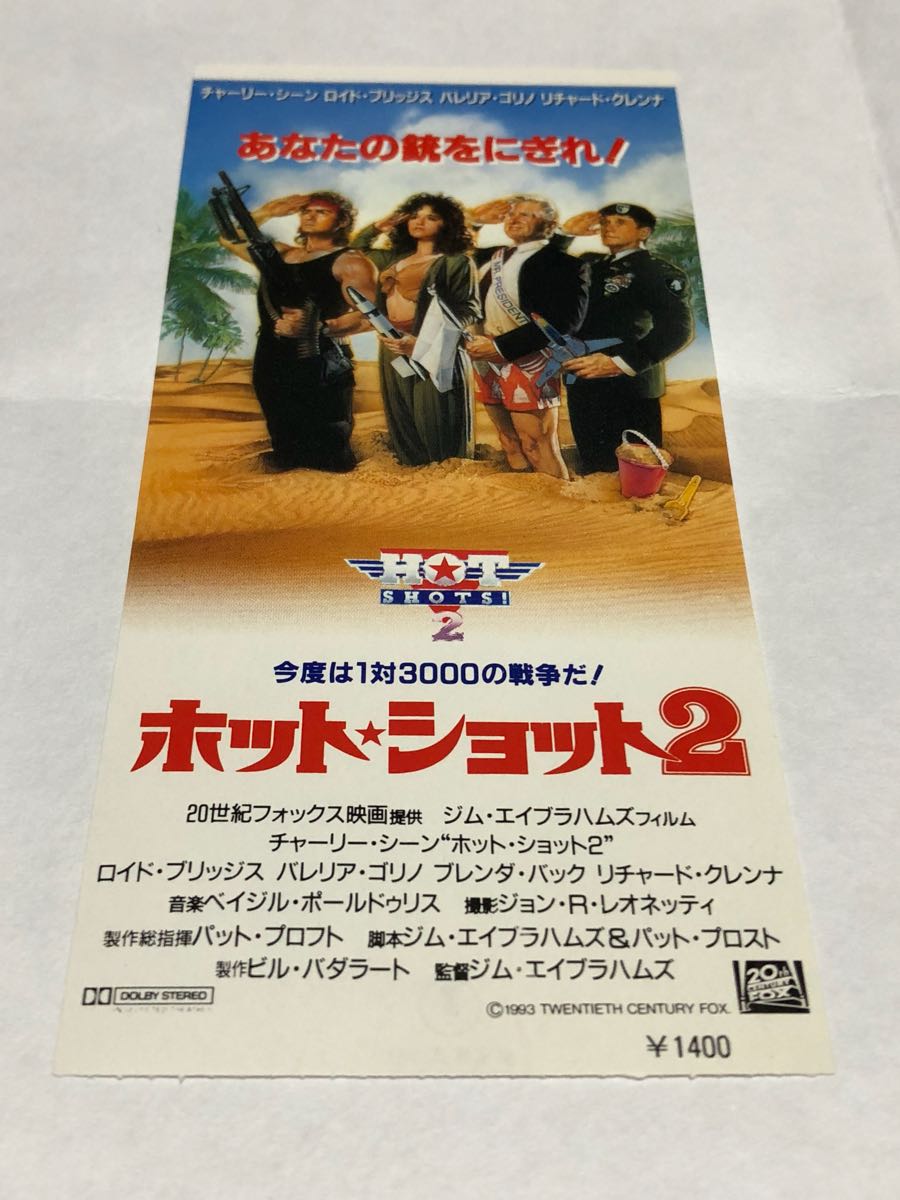 チャーリー・シーン ロイド・ブリッジス バレリア・ゴリノ リチャード・クレンナ
あなたの銃をにぎれ!
MR. PRESIDENT
HOT
SHOTS!
2
今度は1対3000の戦争だ!
ホット★ショット2
20世紀フォックス映画提供 ジム・エイブラハムズフィルム
チャーリー・シーン“ホット・ショット2”
ロイド・ブリッジス バレリア・ゴリノ ブレンダ・バック リチャード・クレンナ
音楽ベイジル・ポールドゥリス 撮影ジョン・R・レオネッティ
製作総指揮パット・プロフト 脚本ジム・エイブラハムズ&パット・プロスト
製作ビル・バダラート 監督ジム・エイブラハムズ
DOLBY STEREO
©1993 TWENTIETH CENTURY FOX.
20th
CENTURY
FOX
¥1400